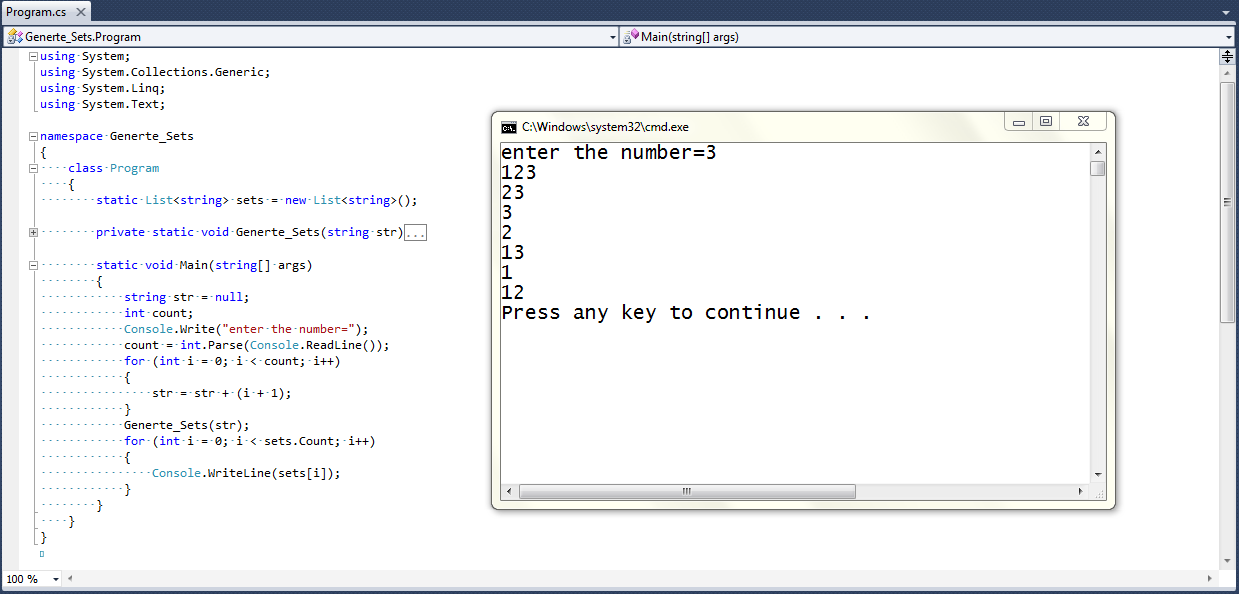 Program.cs
Generte_Sets.Program
Main(string[] args)
using System;
using System.Collections.Generic;
using System.Linq;
using System.Text;
namespace Generte_Sets
{
class Program
{
static List<string> sets = new List<string>();
private static void Generte_Sets(string str)...
static void Main(string[] args)
{
string str = null;
int count;
Console.Write("enter the number=");
count = int.Parse(Console.ReadLine());
for (int i = 0; i < count; i++)
{
str = str + (i + 1);
}
Generte_Sets(str);
for (int i = 0; i < sets.Count; i++)
{
Console.WriteLine(sets[i]);
}
}
}
}
100 %
C:\Windows\system32\cmd.exe
enter the number=3
123
23
3
2
13
1
12
Press any key to continue . . .